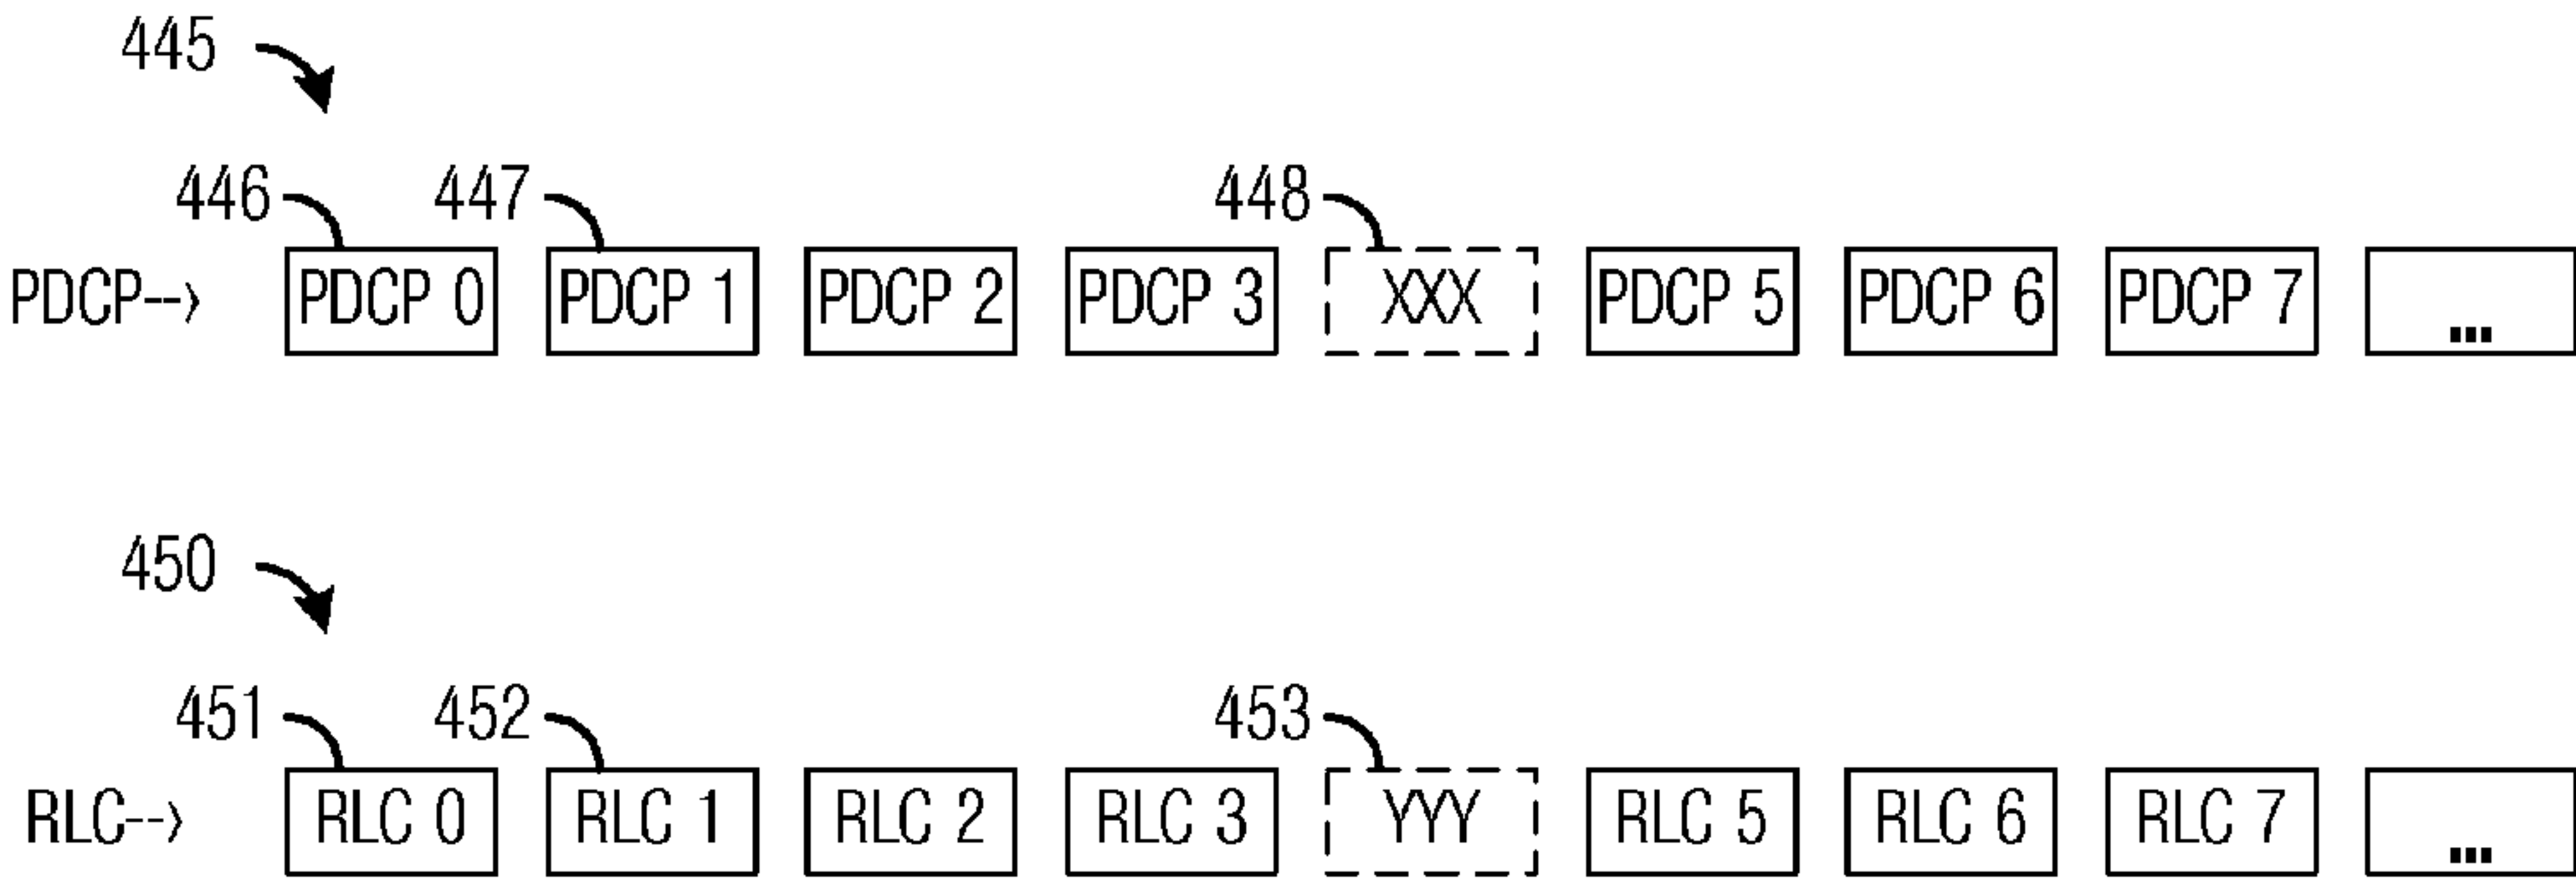 445
446 447 448
PDCP--> PDCP 0 PDCP 1 PDCP 2 PDCP 3 XXX PDCP 5 PDCP 6 PDCP 7 ...
450
451 452 453
RLC--> RLC 0 RLC 1 RLC 2 RLC 3 YYY RLC 5 RLC 6 RLC 7 ...